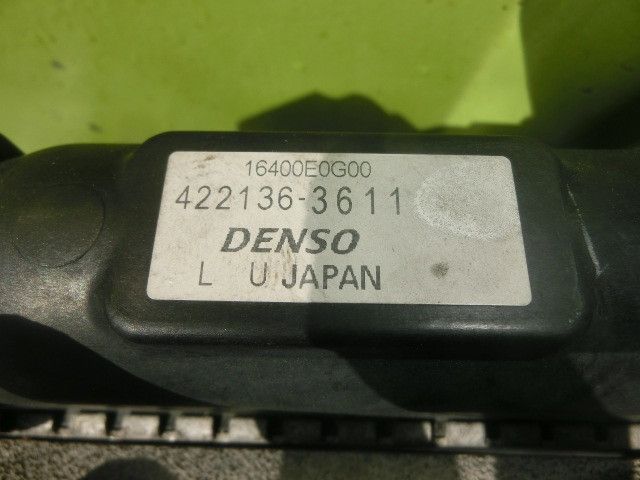 16400E0G00
422136-3611
DENSO
L U JAPAN